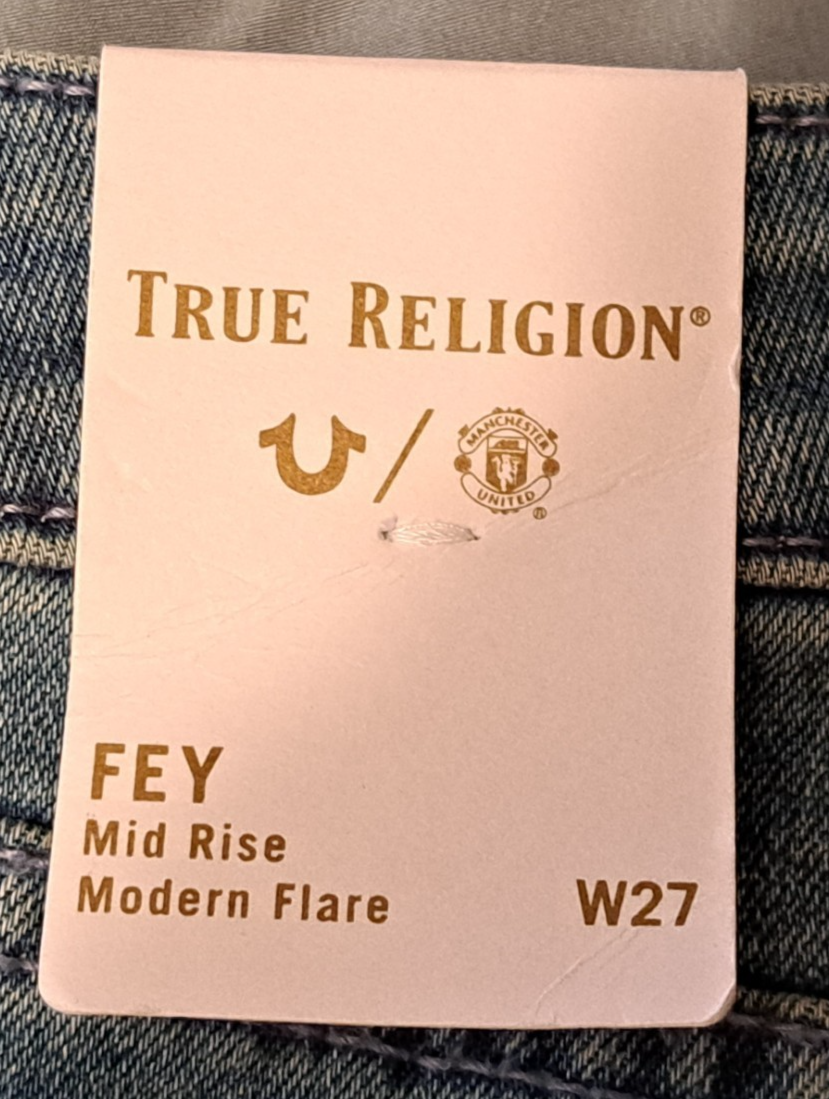 TRUE RELIGION®
MANCHESTER
UNITED
®
FEY
Mid Rise
Modern Flare
W27